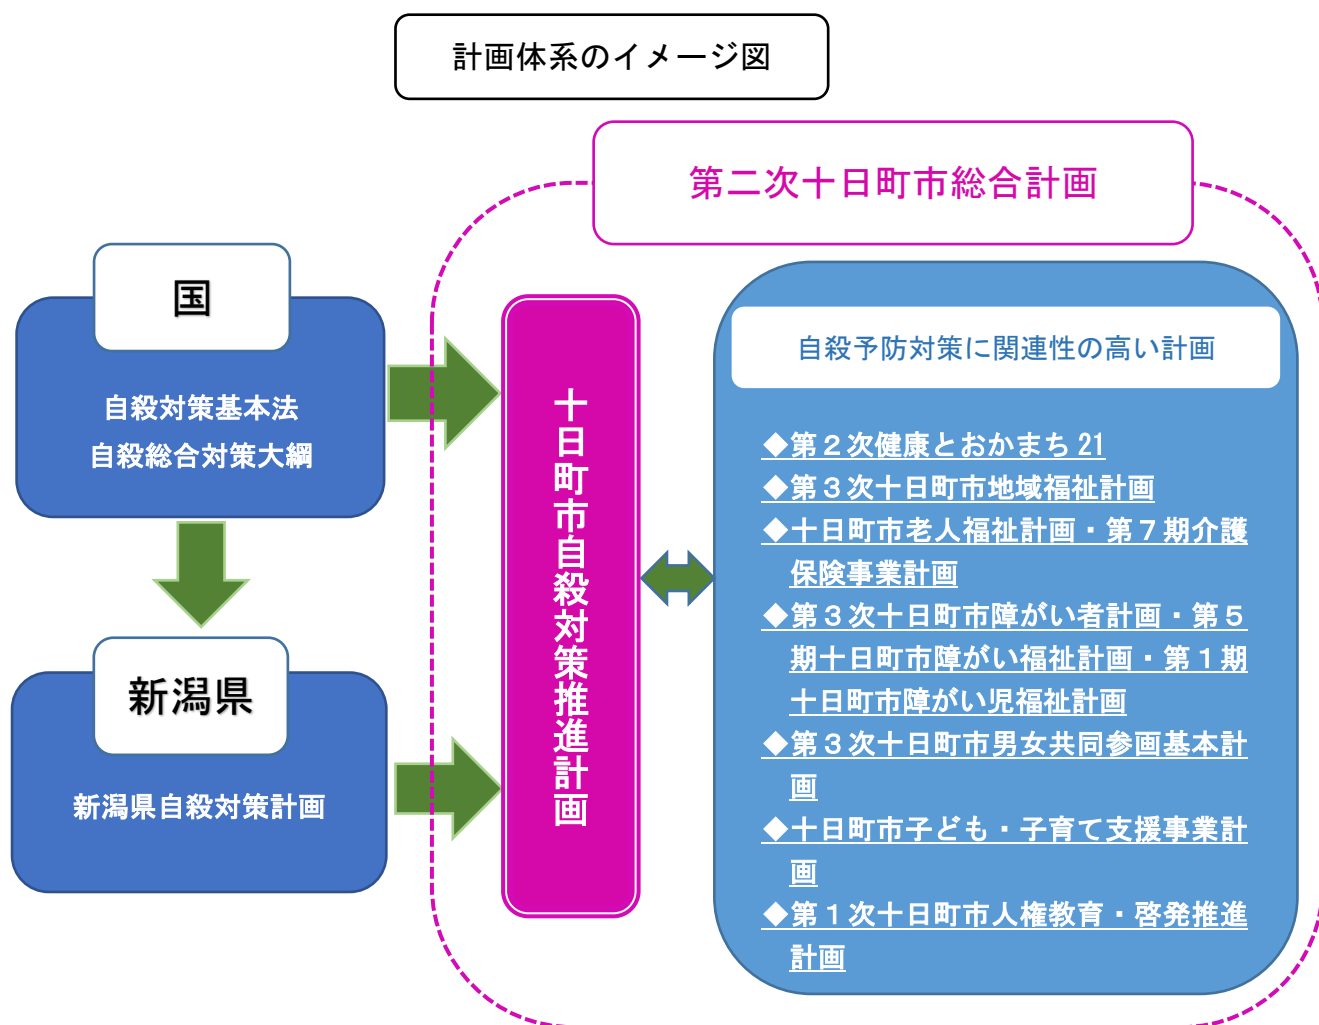 計画体系のイメージ図
第二次十日町市総合計画
国
自殺対策基本法
自殺総合対策大綱
新潟県
新潟県自殺対策計画
十日町市自殺対策推進計画
自殺予防対策に関連性の高い計画
◆第２次健康とおかまち 21
◆第３次十日町市地域福祉計画
◆十日町市老人福祉計画・第７期介護
保険事業計画
◆第３次十日町市障がい者計画・第５
期十日町市障がい福祉計画・第１期
十日町市障がい児福祉計画
◆第３次十日町市男女共同参画基本計
画
◆十日町市子ども・子育て支援事業計
画
◆第１次十日町市人権教育・啓発推進
計画